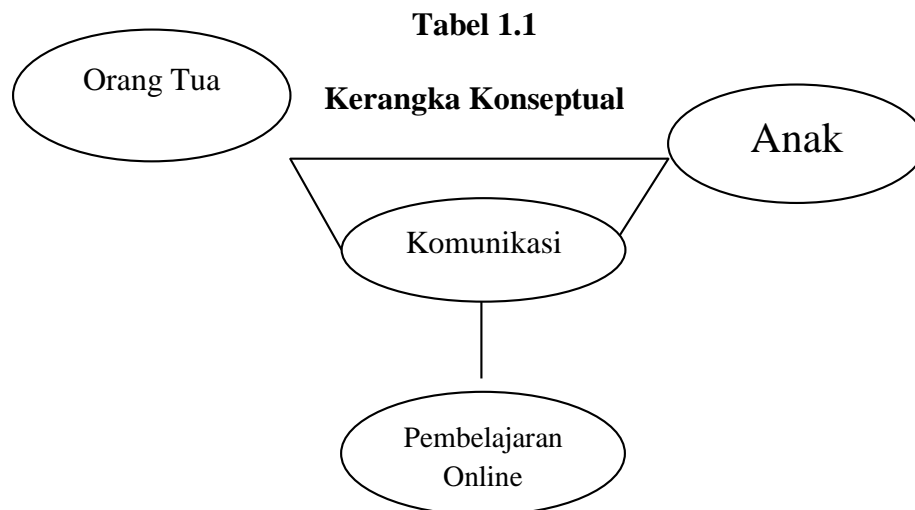 Tabel 1.1
Orang Tua
Kerangka Konseptual
Anak
Komunikasi
Pembelajaran
Online